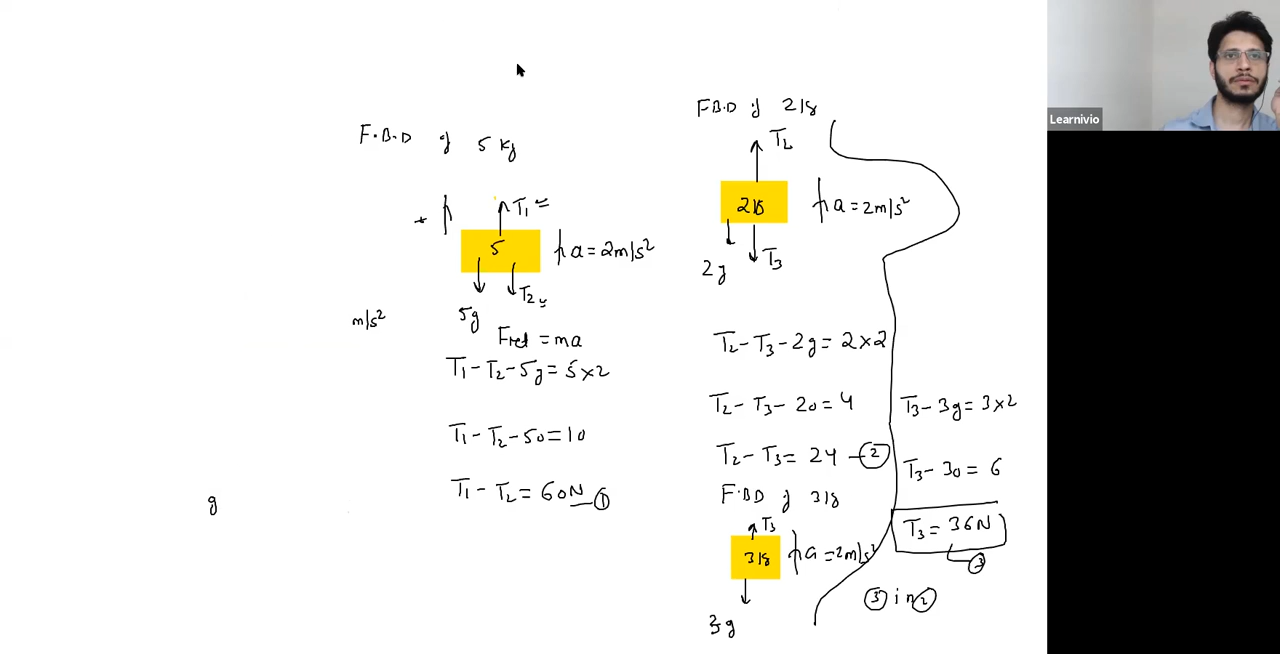 F.B.D of 5 kg
+
T₁
5
a = 2m/s²
T₂
5g
m/s²
Fnet = ma
T₁ - T₂ - 5g = 5 × 2
T₁ - T₂ - 50 = 10
T₁ - T₂ = 60N - ①
g
F.B.D of 2kg
T₂
2kg
a = 2m/s²
2g
T₃
T₂ - T₃ - 2g = 2 × 2
T₂ - T₃ - 20 = 4
T₂ - T₃ = 24 - ②
F.B.D of 3kg
T₃
3kg
a = 2m/s²
3g
T₃ - 3g = 3 × 2
T₃ - 30 = 6
T₃ = 36N
③
③ in ②
Learnivio